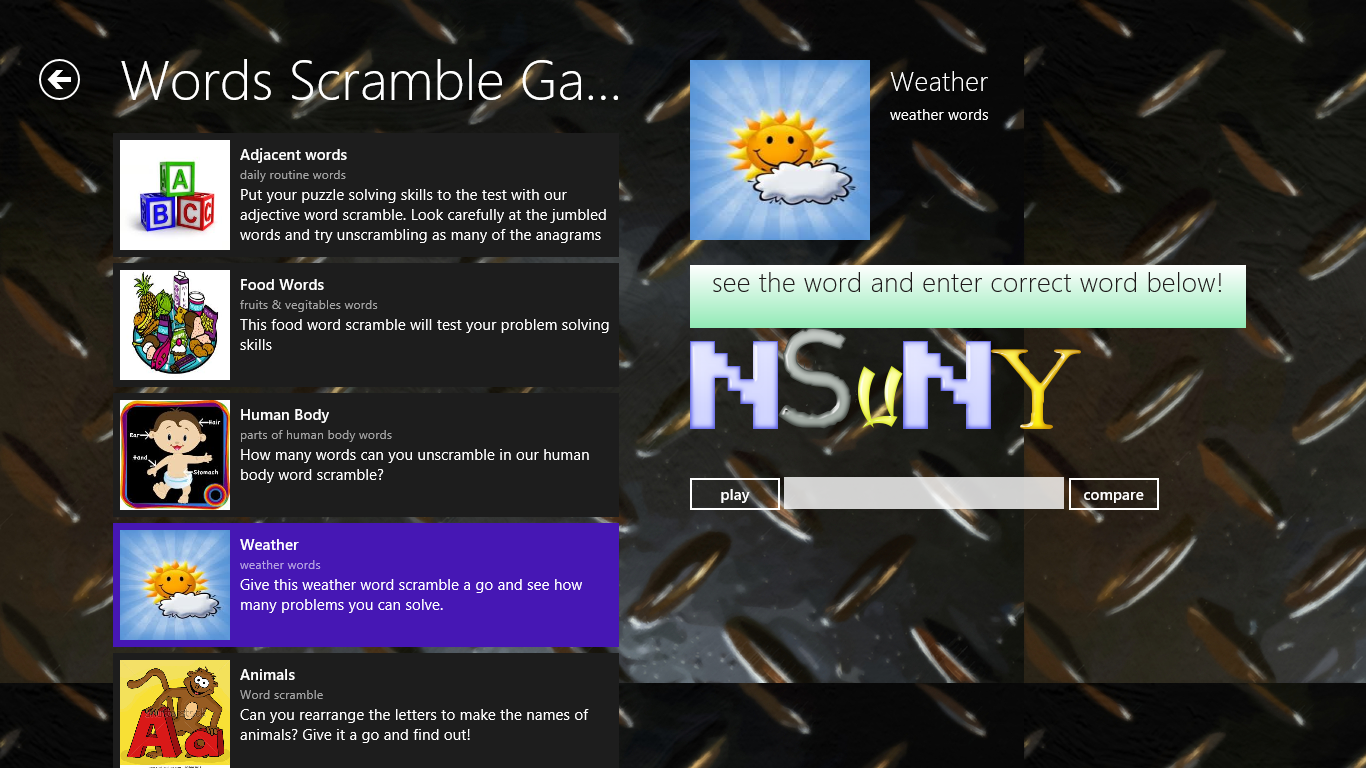 Words Scramble Ga...
Adjacent words
daily routine words
Put your puzzle solving skills to the test with our
adjective word scramble. Look carefully at the jumbled
words and try unscrambling as many of the anagrams
A
B C C
Food Words
fruits & vegitables words
This food word scramble will test your problem solving
skills
Human Body
parts of human body words
How many words can you unscramble in our human
body word scramble?
Ear
Hair
Hand
Stomach
Weather
weather words
Give this weather word scramble a go and see how
many problems you can solve.
Animals
Word scramble
Can you rearrange the letters to make the names of
animals? Give it a go and find out!
Aa
Weather
weather words
see the word and enter correct word below!
NSuNY
play
compare